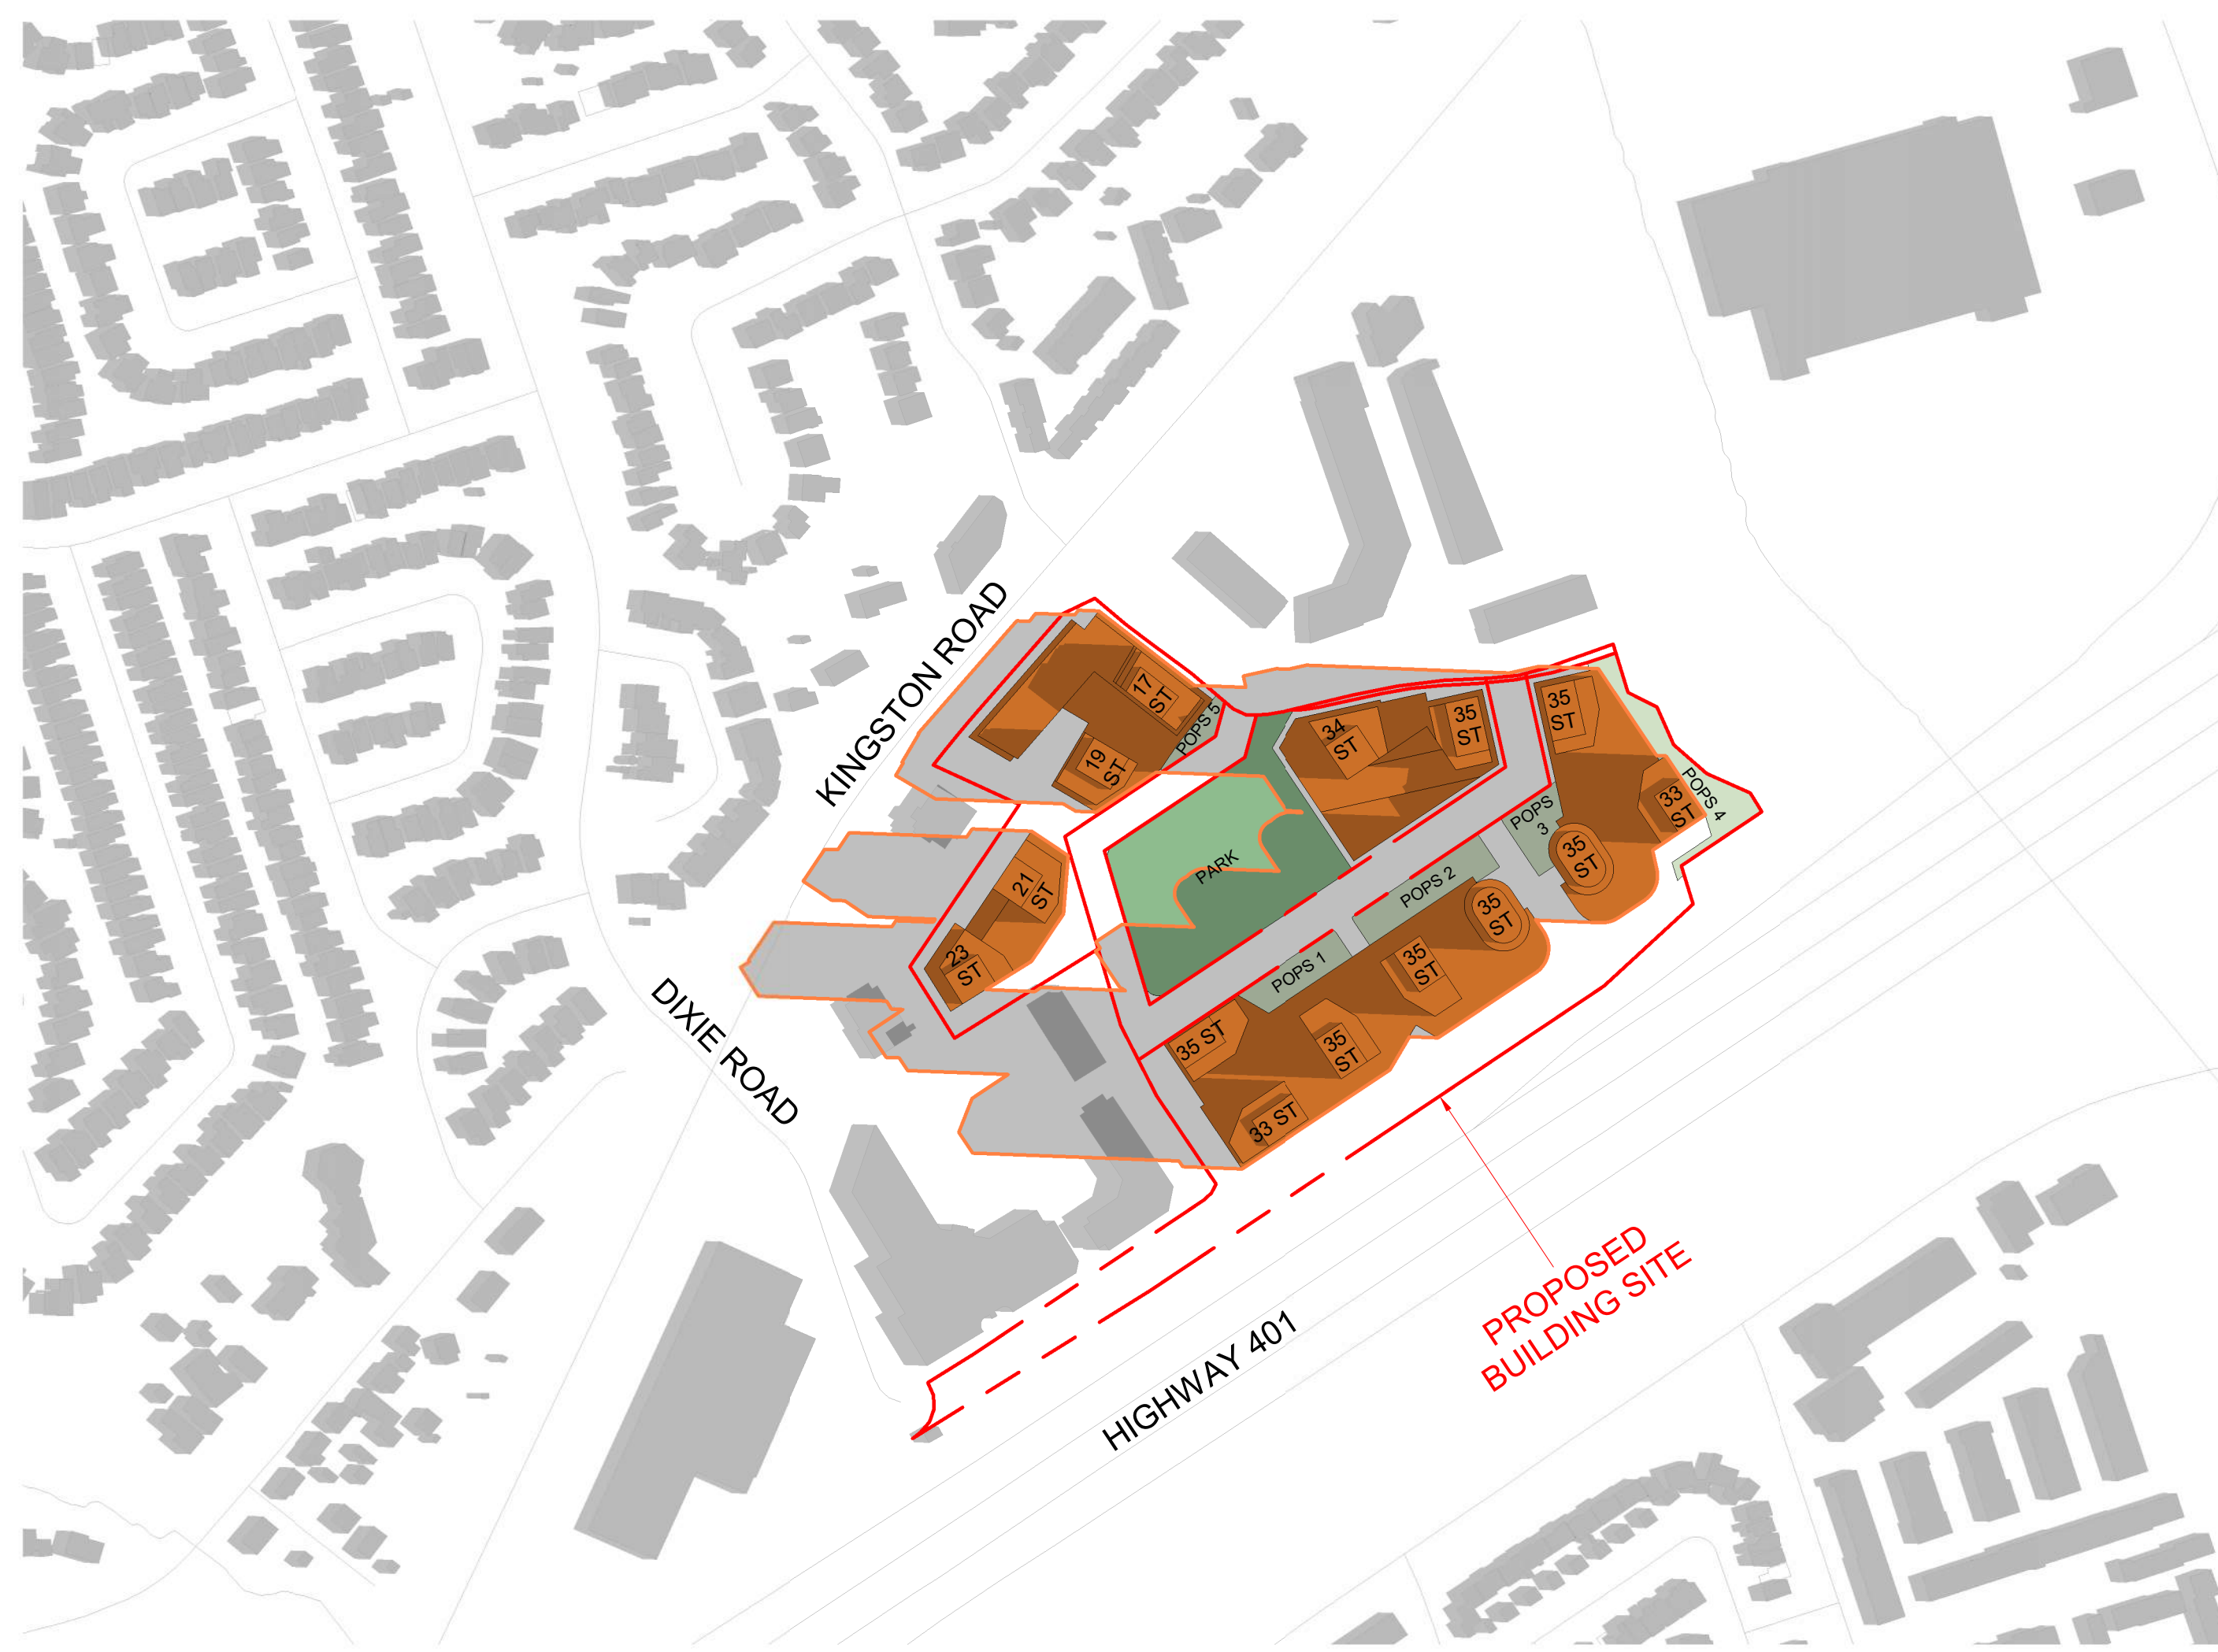 KINGSTON ROAD
17
ST
POPS 5
19
ST
34
ST
35
ST
35
ST
33
ST
POPS 4
POPS
3
35
ST
PARK
POPS 2
21
ST
35
ST
23
ST
35
ST
POPS 1
35 ST
35
ST
33 ST
DIXIE ROAD
PROPOSED
BUILDING SITE
HIGHWAY 401